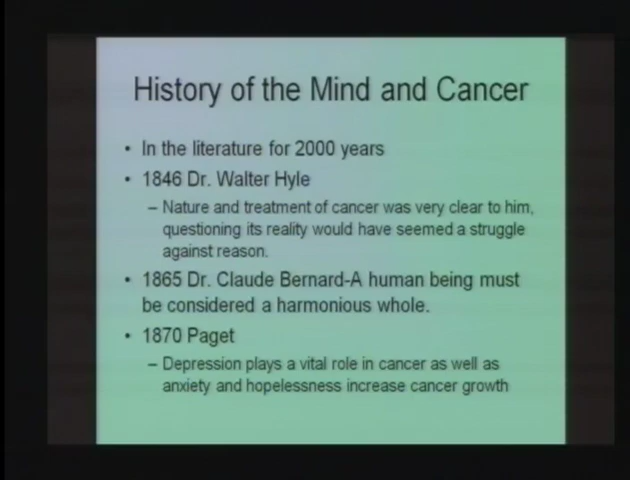 History of the Mind and Cancer
• In the literature for 2000 years
• 1846 Dr. Walter Hyle
– Nature and treatment of cancer was very clear to him,
questioning its reality would have seemed a struggle
against reason.
• 1865 Dr. Claude Bernard-A human being must
be considered a harmonious whole.
• 1870 Paget
– Depression plays a vital role in cancer as well as
anxiety and hopelessness increase cancer growth